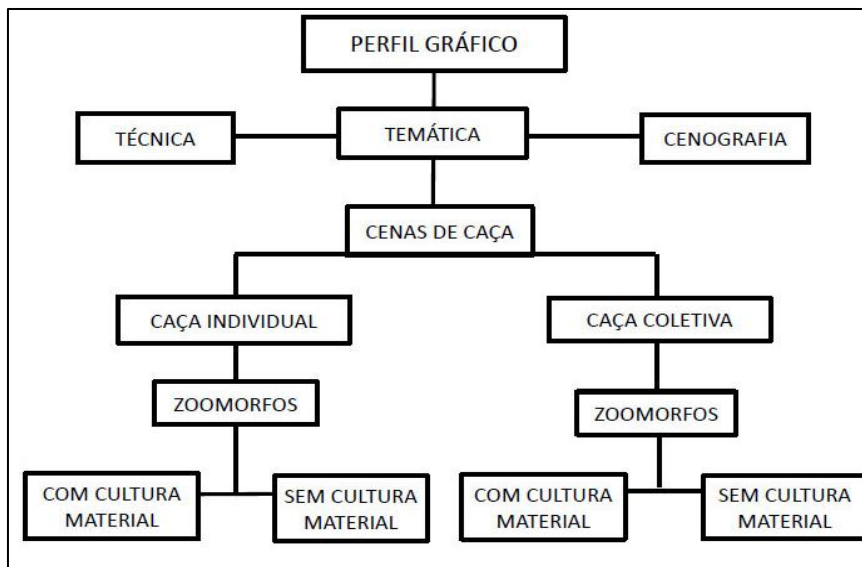 PERFIL GRÁFICO
TÉCNICA
TEMÁTICA
CENOGRAFIA
CENAS DE CAÇA
CAÇA INDIVIDUAL
CAÇA COLETIVA
ZOOMORFOS
ZOOMORFOS
COM CULTURA
MATERIAL
SEM CULTURA
MATERIAL
COM CULTURA
MATERIAL
SEM CULTURA
MATERIAL